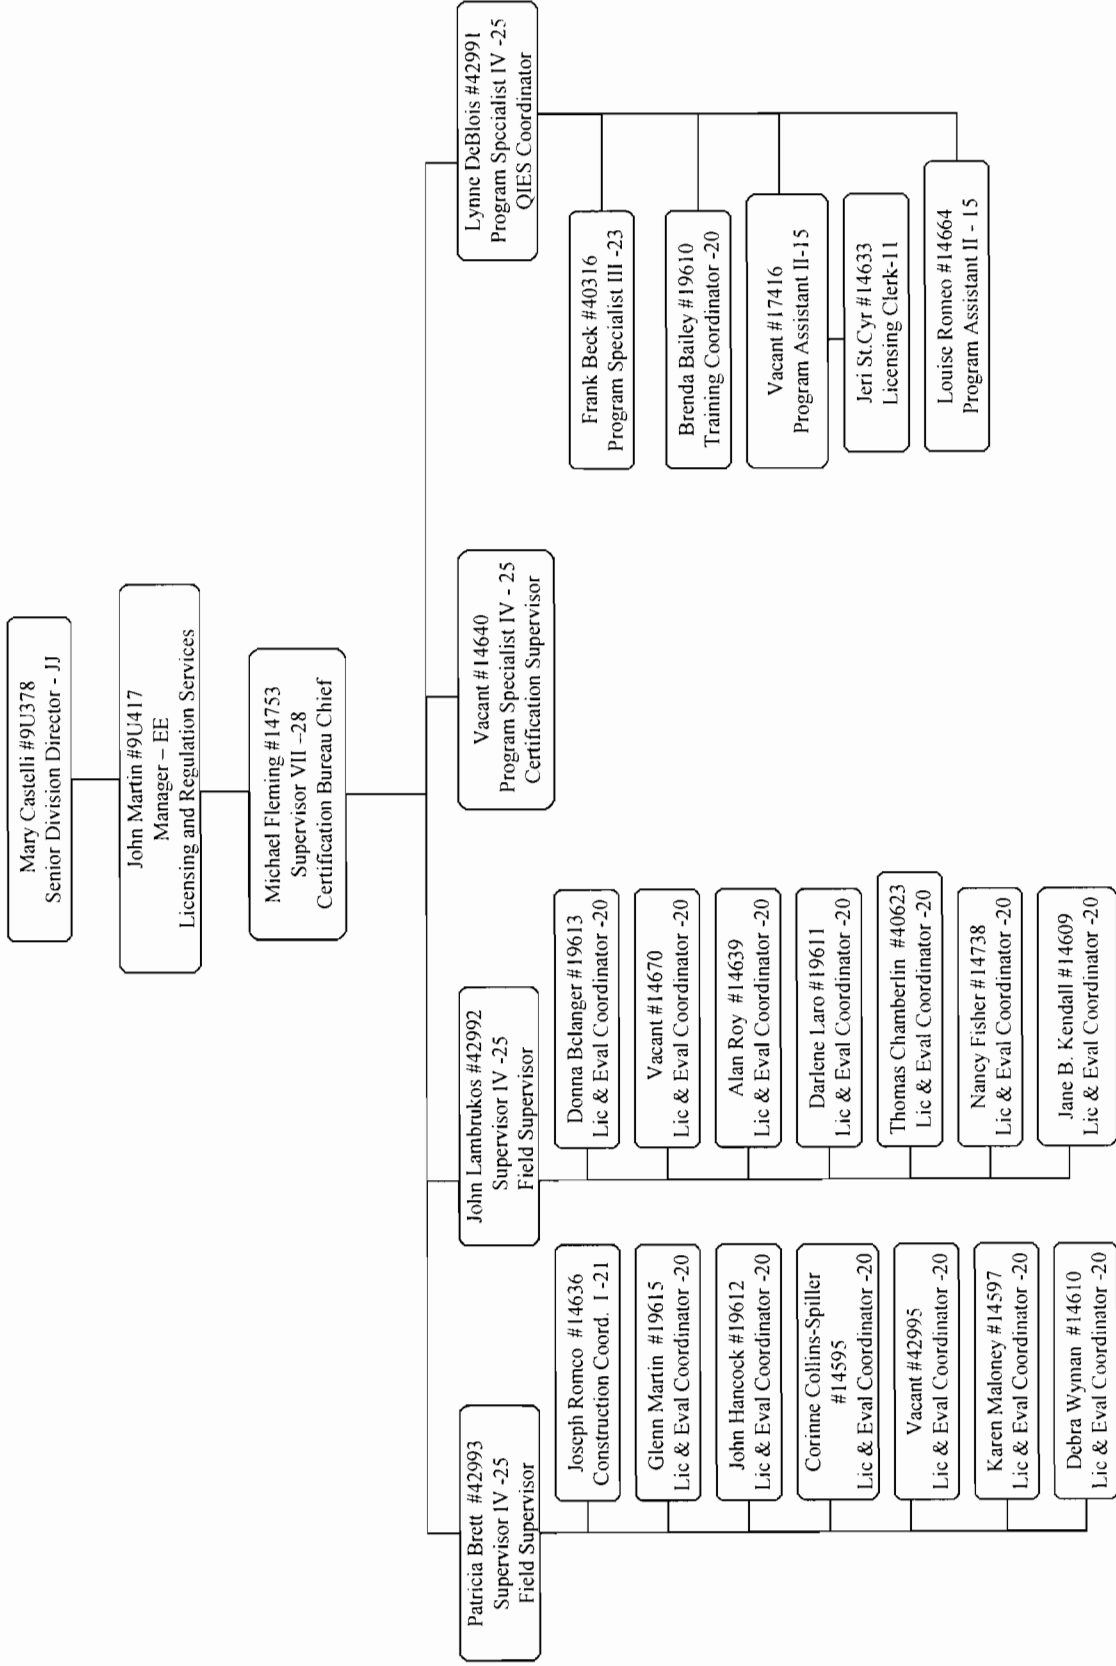 Mary Castelli #9U378
Senior Division Director - JJ
John Martin #9U417
Manager – EE
Licensing and Regulation Services
Michael Fleming #14753
Supervisor VII –28
Certification Bureau Chief
Patricia Brett #42993
Supervisor IV -25
Field Supervisor
Joseph Romeo #14636
Construction Coord. I -21
Glenn Martin #19615
Lic & Eval Coordinator -20
John Hancock #19612
Lic & Eval Coordinator -20
Corinne Collins-Spiller
#14595
Lic & Eval Coordinator -20
Vacant #42995
Lic & Eval Coordinator -20
Karen Maloney #14597
Lic & Eval Coordinator -20
Debra Wyman #14610
Lic & Eval Coordinator -20
John Lambrukos #42992
Supervisor IV -25
Field Supervisor
Donna Belanger #19613
Lic & Eval Coordinator -20
Vacant #14670
Lic & Eval Coordinator -20
Alan Roy #14639
Lic & Eval Coordinator -20
Darlene Laro #19611
Lic & Eval Coordinator -20
Thomas Chamberlin #40623
Lic & Eval Coordinator -20
Nancy Fisher #14738
Lic & Eval Coordinator -20
Jane B. Kendall #14609
Lic & Eval Coordinator -20
Vacant #14640
Program Specialist IV - 25
Certification Supervisor
Lynne DeBlois #42991
Program Specialist IV -25
QIES Coordinator
Frank Beck #40316
Program Specialist III -23
Brenda Bailey #19610
Training Coordinator -20
Vacant #17416
Program Assistant II-15
Jeri St.Cyr #14633
Licensing Clerk-11
Louise Romeo #14664
Program Assistant II - 15